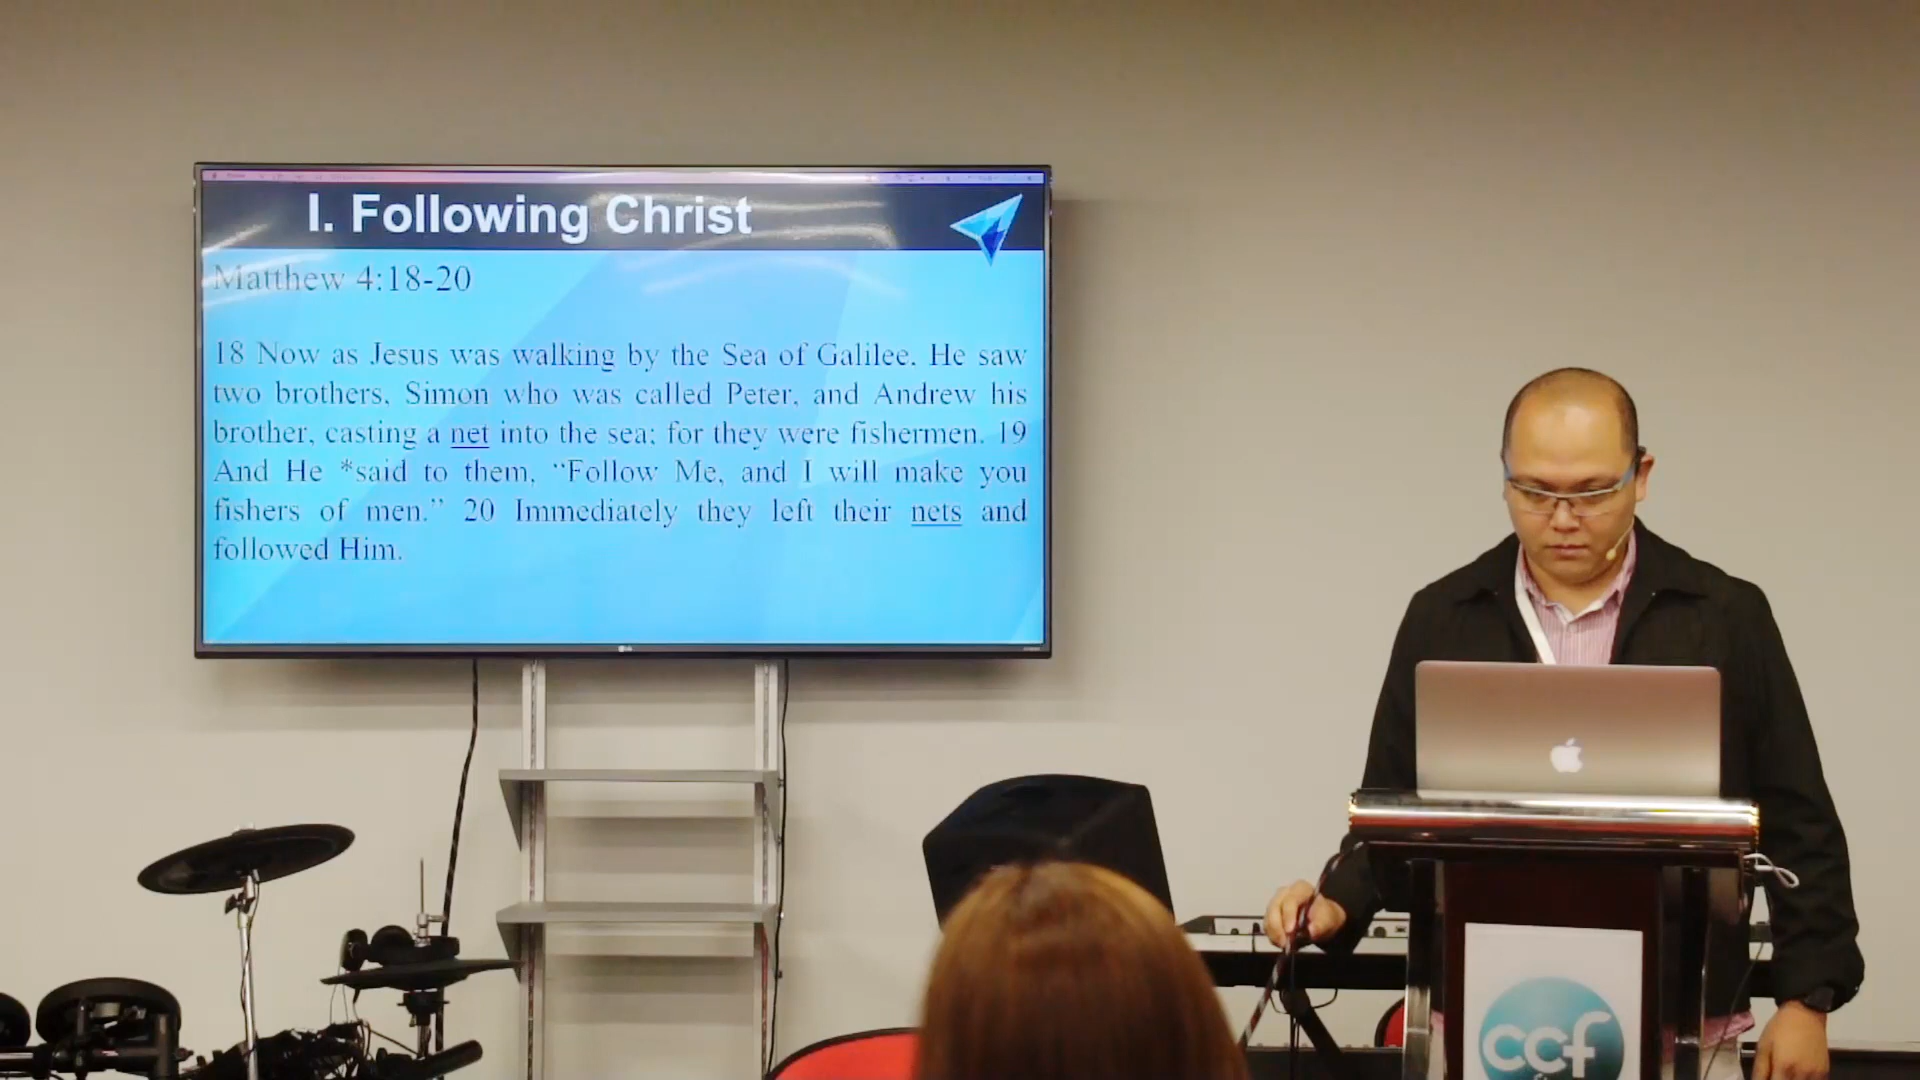 I. Following Christ
Matthew 4:18-20
18 Now as Jesus was walking by the Sea of Galilee, He saw
two brothers, Simon who was called Peter, and Andrew his
brother, casting a net into the sea; for they were fishermen. 19
And He *said to them, “Follow Me, and I will make you
fishers of men.” 20 Immediately they left their nets and
followed Him.
ccf